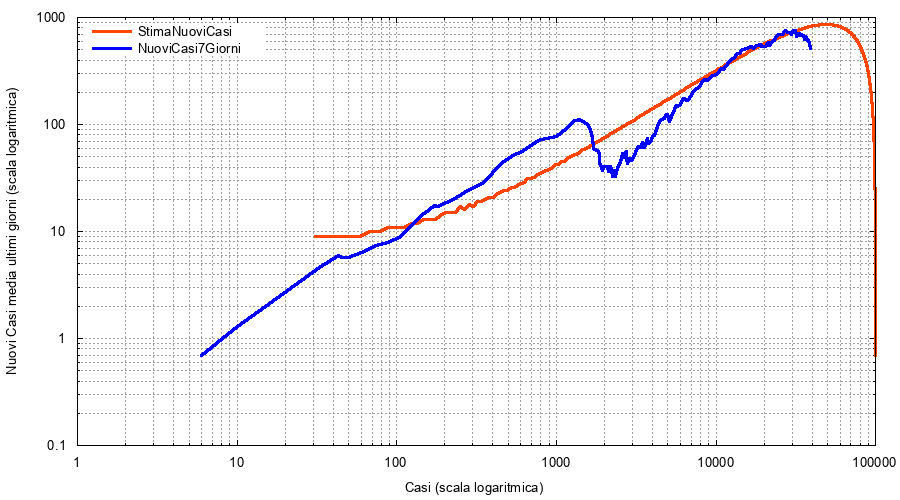 StimaNuoviCasi
NuoviCasi7Giorni
Nuovi Casi media ultimi giorni (scala logaritmica)
1000
100
10
1
0.1
1
10
100
1000
10000
100000
Casi (scala logaritmica)